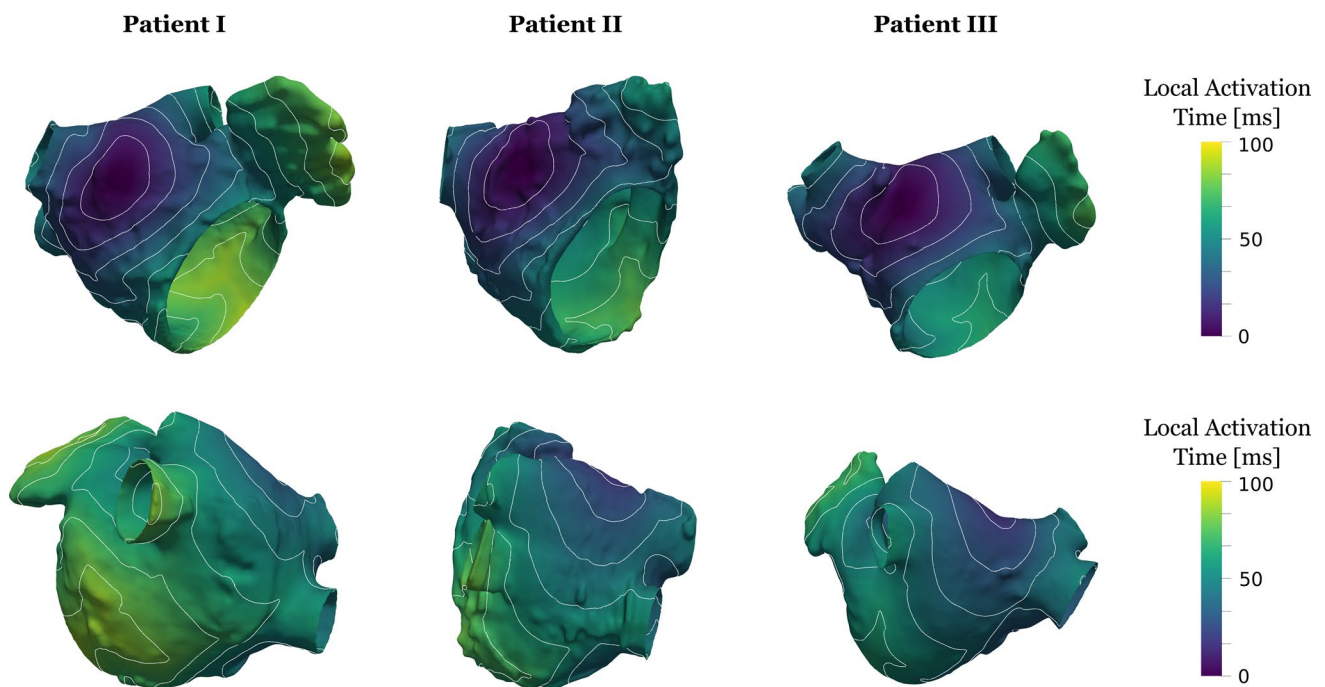 Patient I
Patient II
Patient III
Local Activation
Time [ms]
100
50
0
Local Activation
Time [ms]
100
50
0